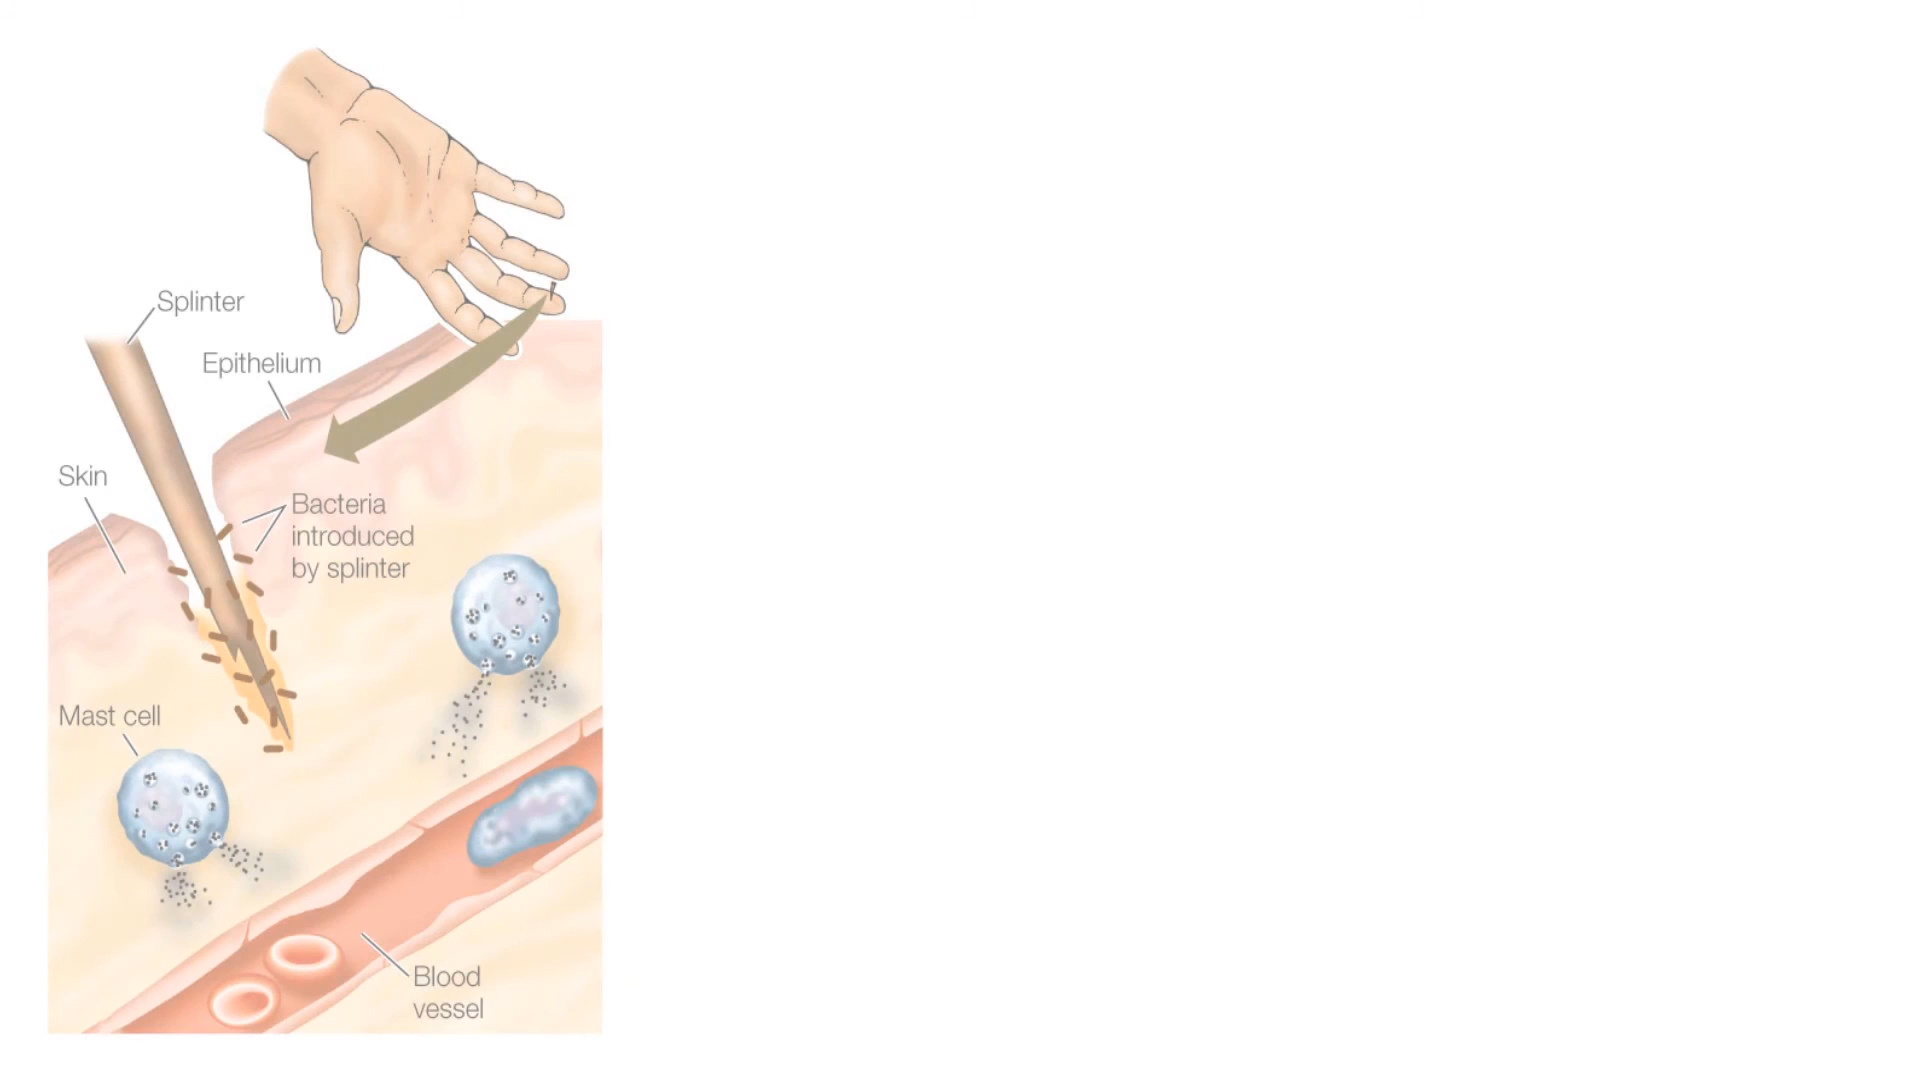 Splinter
Epithelium
Skin
Bacteria
introduced
by splinter
Mast cell
Blood
vessel